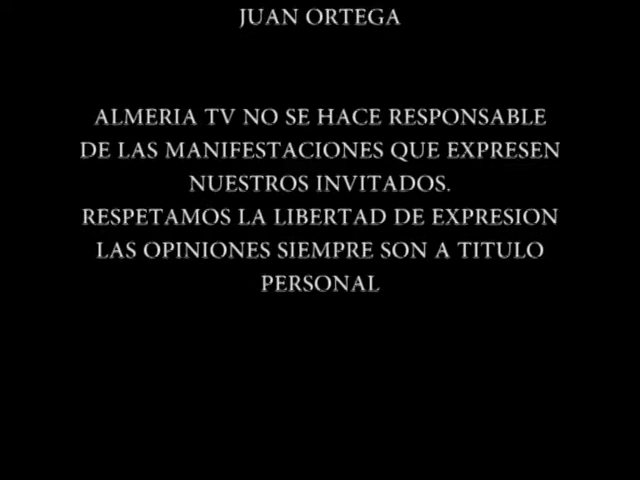 JUAN ORTEGA
ALMERIA TV NO SE HACE RESPONSABLE
DE LAS MANIFESTACIONES QUE EXPRESEN
NUESTROS INVITADOS.
RESPETAMOS LA LIBERTAD DE EXPRESION
LAS OPINIONES SIEMPRE SON A TITULO
PERSONAL